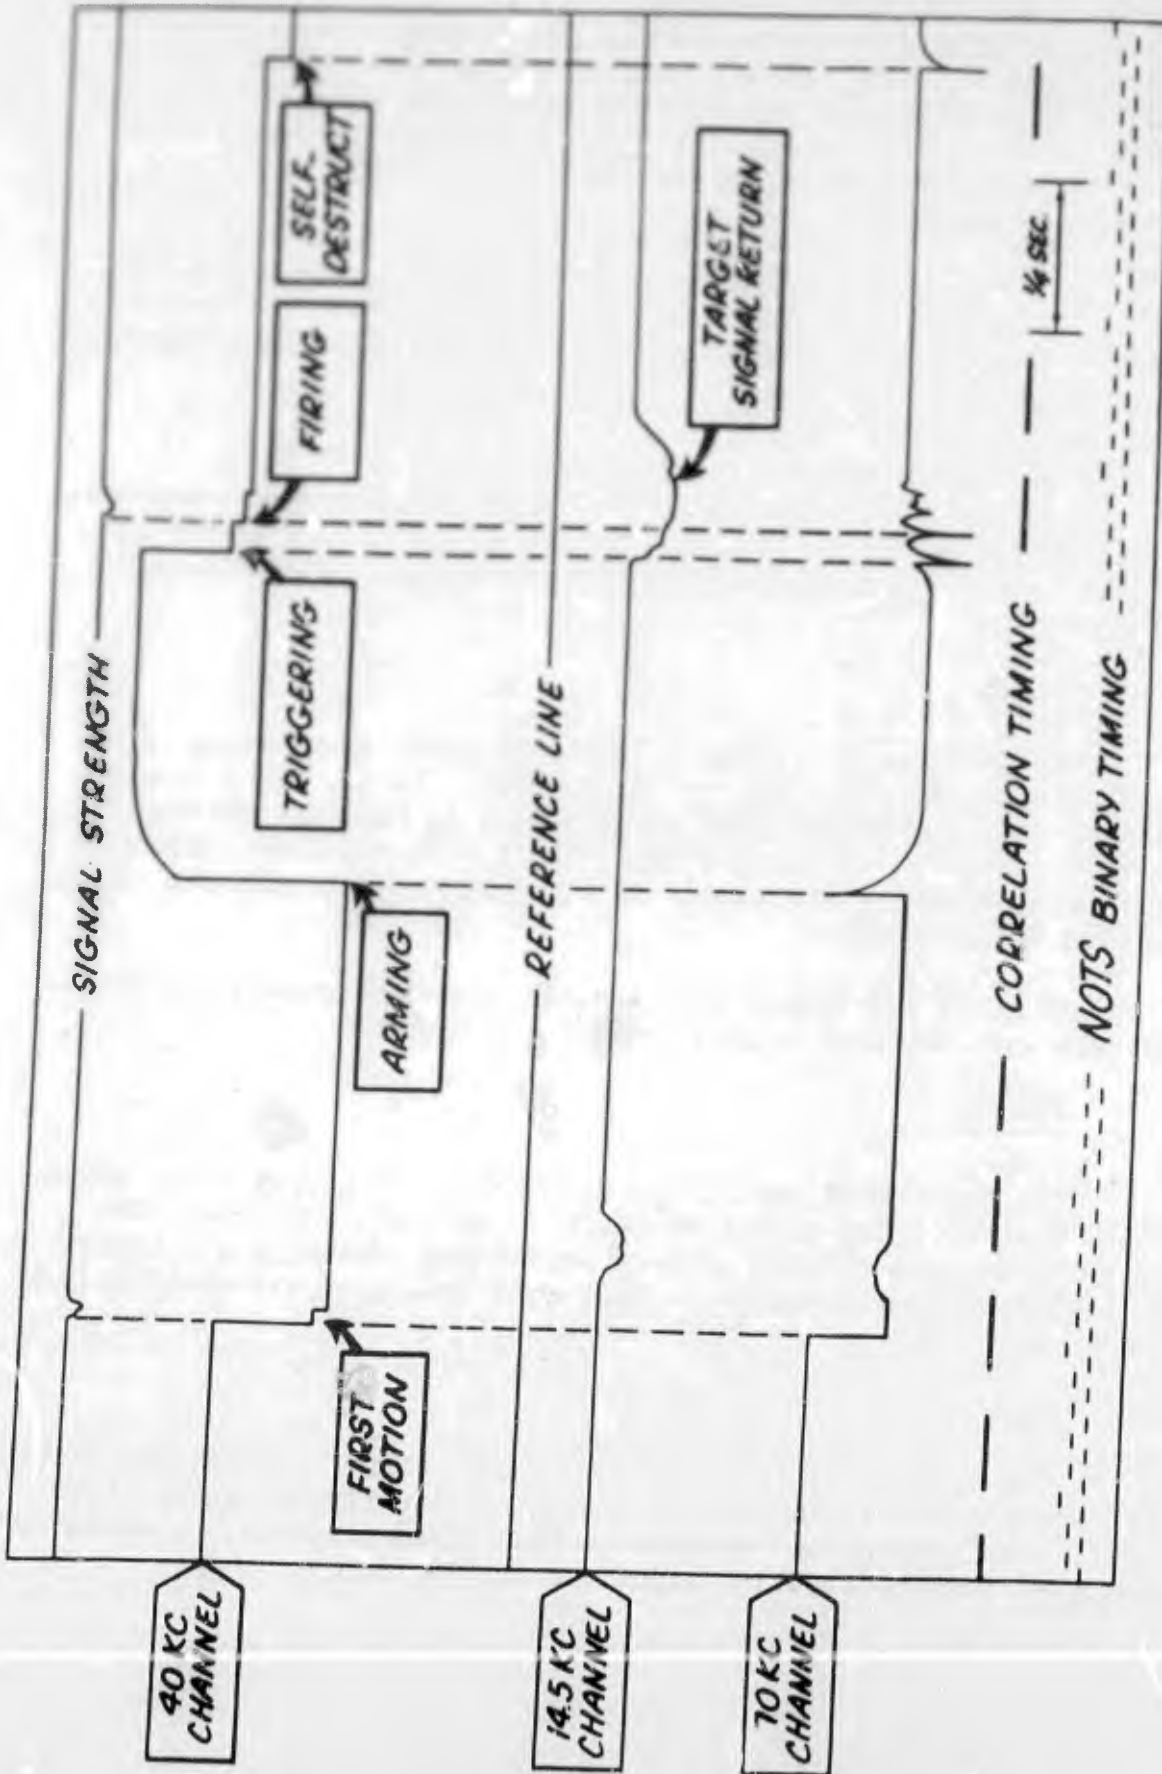 SIGNAL STRENGTH
40 KC
CHANNEL
FIRST
MOTION
ARMING
TRIGGERING
FIRING
SELF
DESTRUCT
REFERENCE LINE
14.5 KC
CHANNEL
TARGET
SIGNAL RETURN
70 KC
CHANNEL
CORRELATION TIMING
¼ SEC
NOTS BINARY TIMING